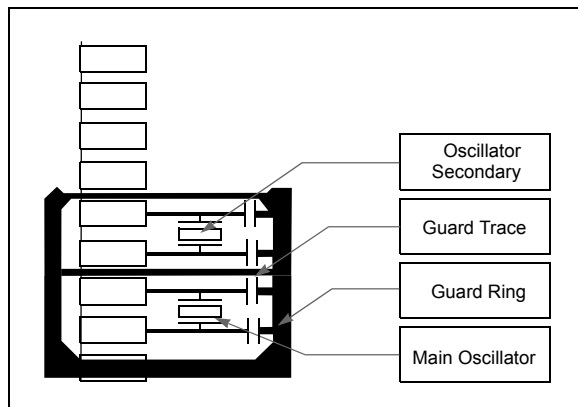 Oscillator
Secondary
Guard Trace
Guard Ring
Main Oscillator